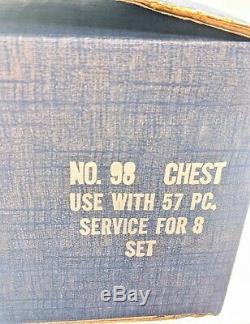 NO. 98 CHEST
USE WITH 57 PC.
SERVICE FOR 8
SET